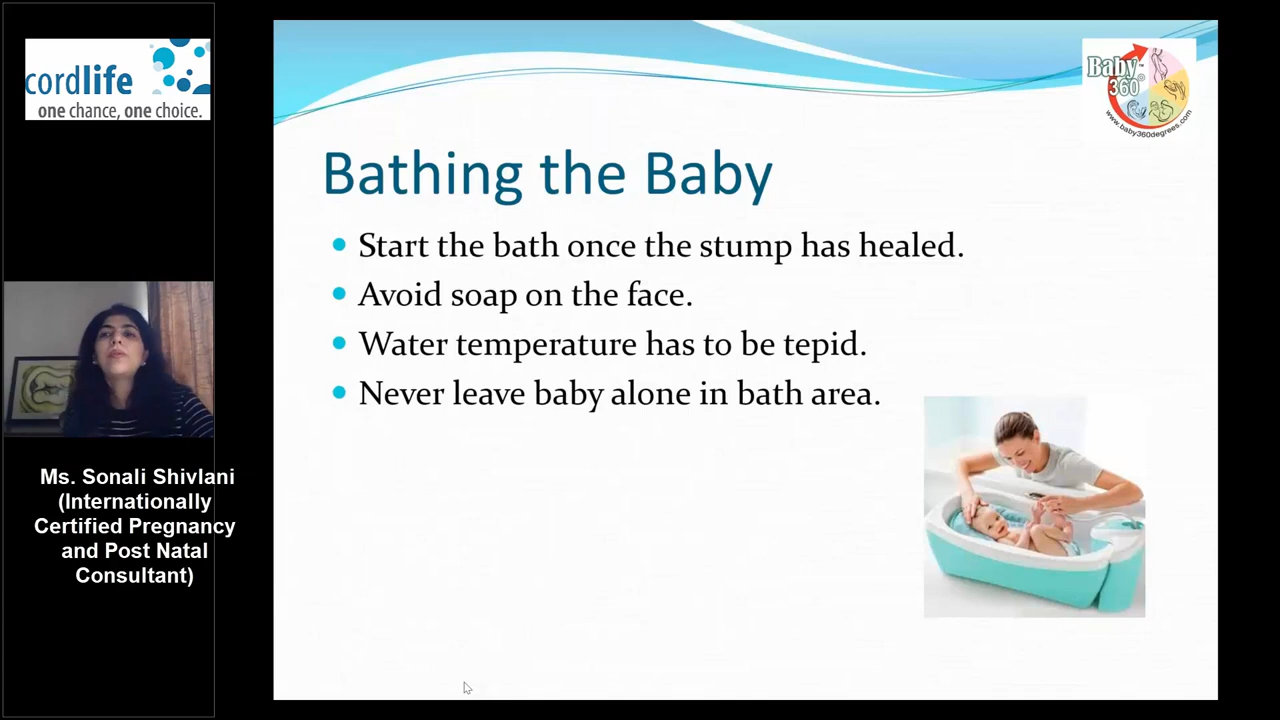 cordlife
one chance, one choice.
Ms. Sonali Shivlani
(Internationally
Certified Pregnancy
and Post Natal
Consultant)
Baby™
360°
www.baby360degrees.com
Bathing the Baby
• Start the bath once the stump has healed.
• Avoid soap on the face.
• Water temperature has to be tepid.
• Never leave baby alone in bath area.